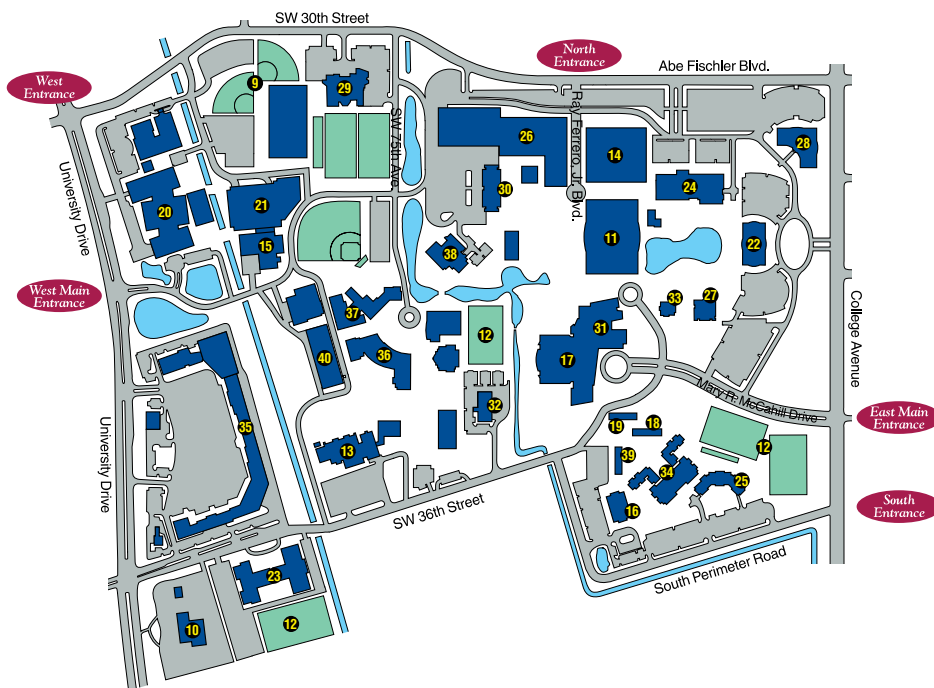 SW 30th Street
North
Entrance
Abe Fischler Blvd.
West
Entrance
9
29
SW 75th Ave.
Ray Ferrero, Jr. Blvd.
26
14
28
University Drive
30
24
20
21
15
11
22
38
West Main
Entrance
33
27
College Avenue
37
31
12
40
36
17
32
Mary R. McCahill Drive
35
University Drive
19
18
East Main
Entrance
13
39
12
34
25
SW 36th Street
16
South
Entrance
South Perimeter Road
23
10
12